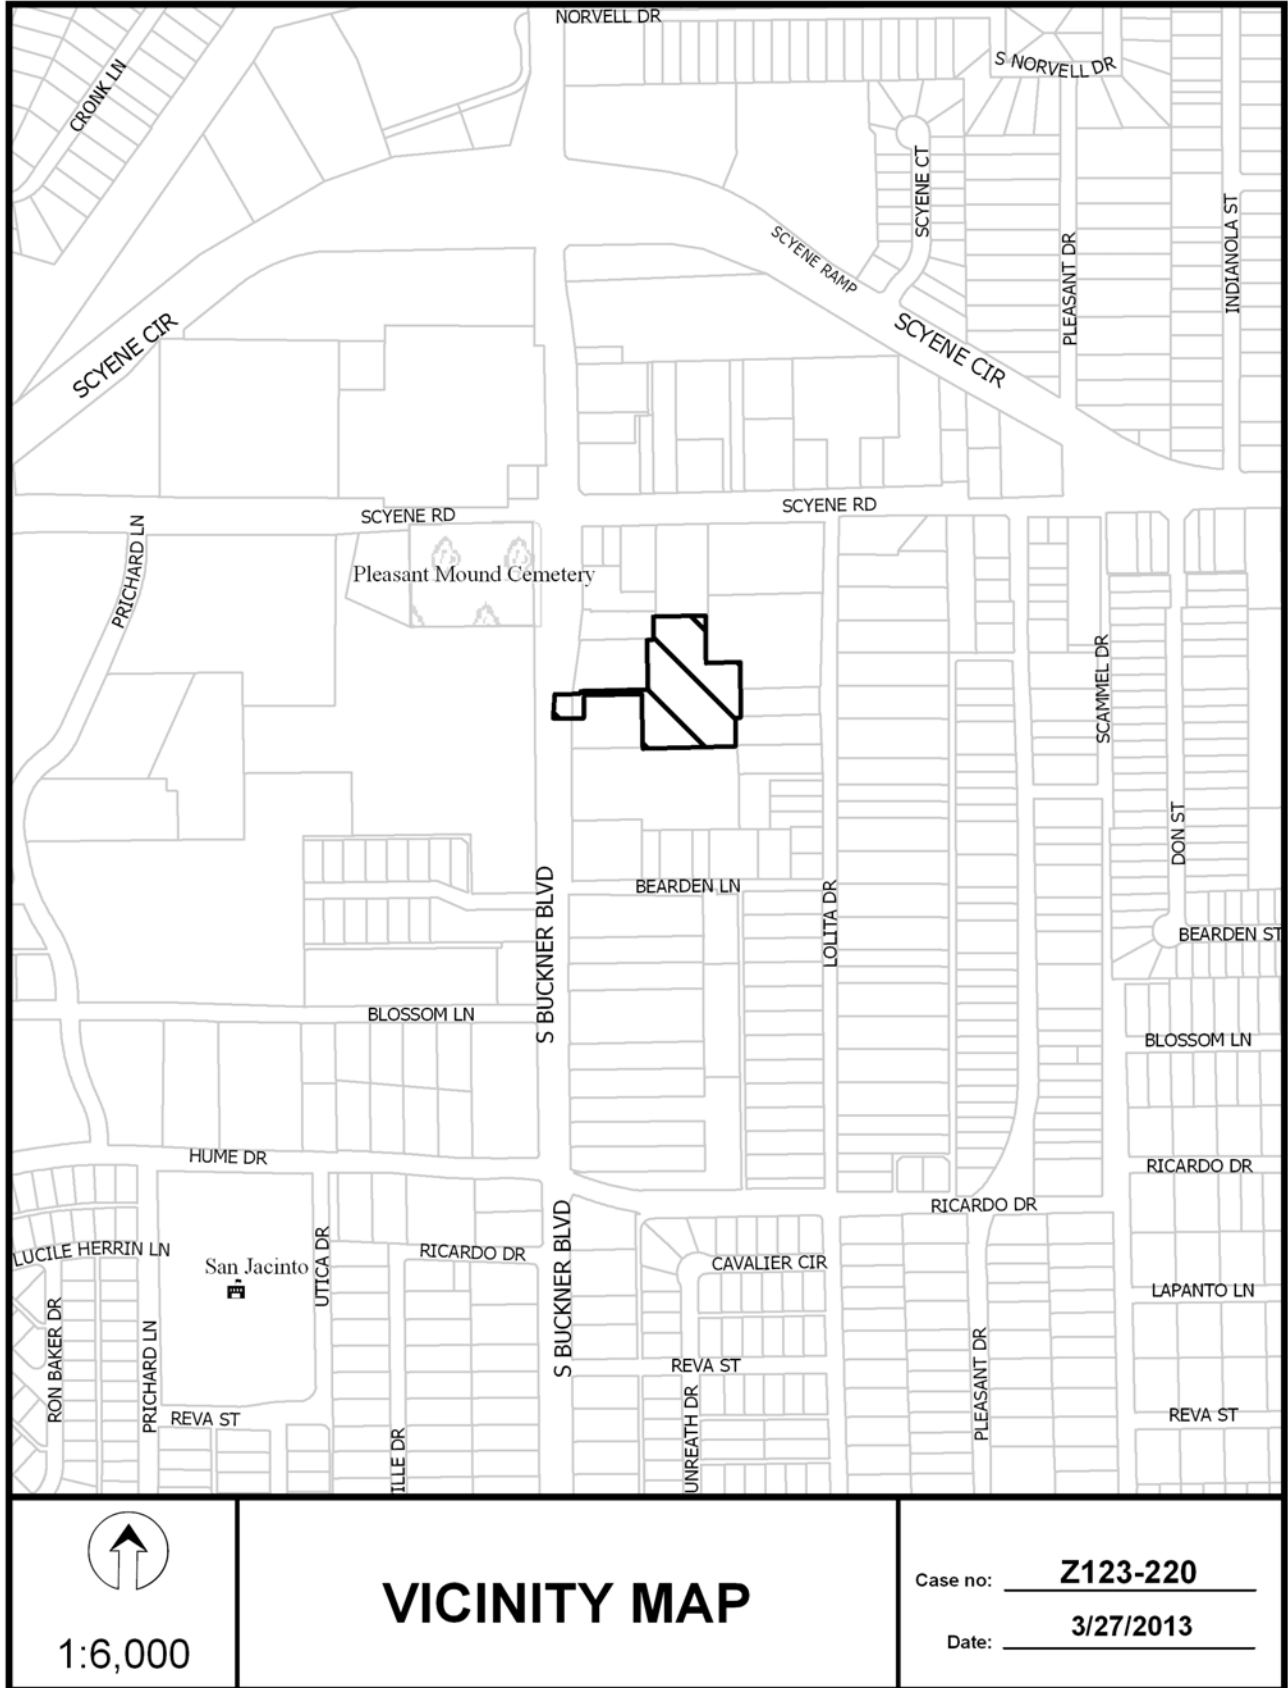 NORVELL DR
S NORVELL DR
CRONK LN
SCYENE CT
SCYENE RAMP
PLEASANT DR
INDIANOLA ST
SCYENE CIR
SCYENE CIR
SCYENE RD
SCYENE RD
PRICHARD LN
Pleasant Mound Cemetery
SCAMMEL DR
DON ST
BEARDEN LN
S BUCKNER BLVD
LOLITA DR
BEARDEN ST
BLOSSOM LN
BLOSSOM LN
HUME DR
RICARDO DR
RICARDO DR
LUCILE HERRIN LN
San Jacinto
UTICA DR
RICARDO DR
S BUCKNER BLVD
CAVALIER CIR
LAPANTO LN
RON BAKER DR
PRICHARD LN
REVA ST
PLEASANT DR
REVA ST
ILLE DR
UNREATH DR
REVA ST
1:6,000
VICINITY MAP
Case no: Z123-220
Date: 3/27/2013